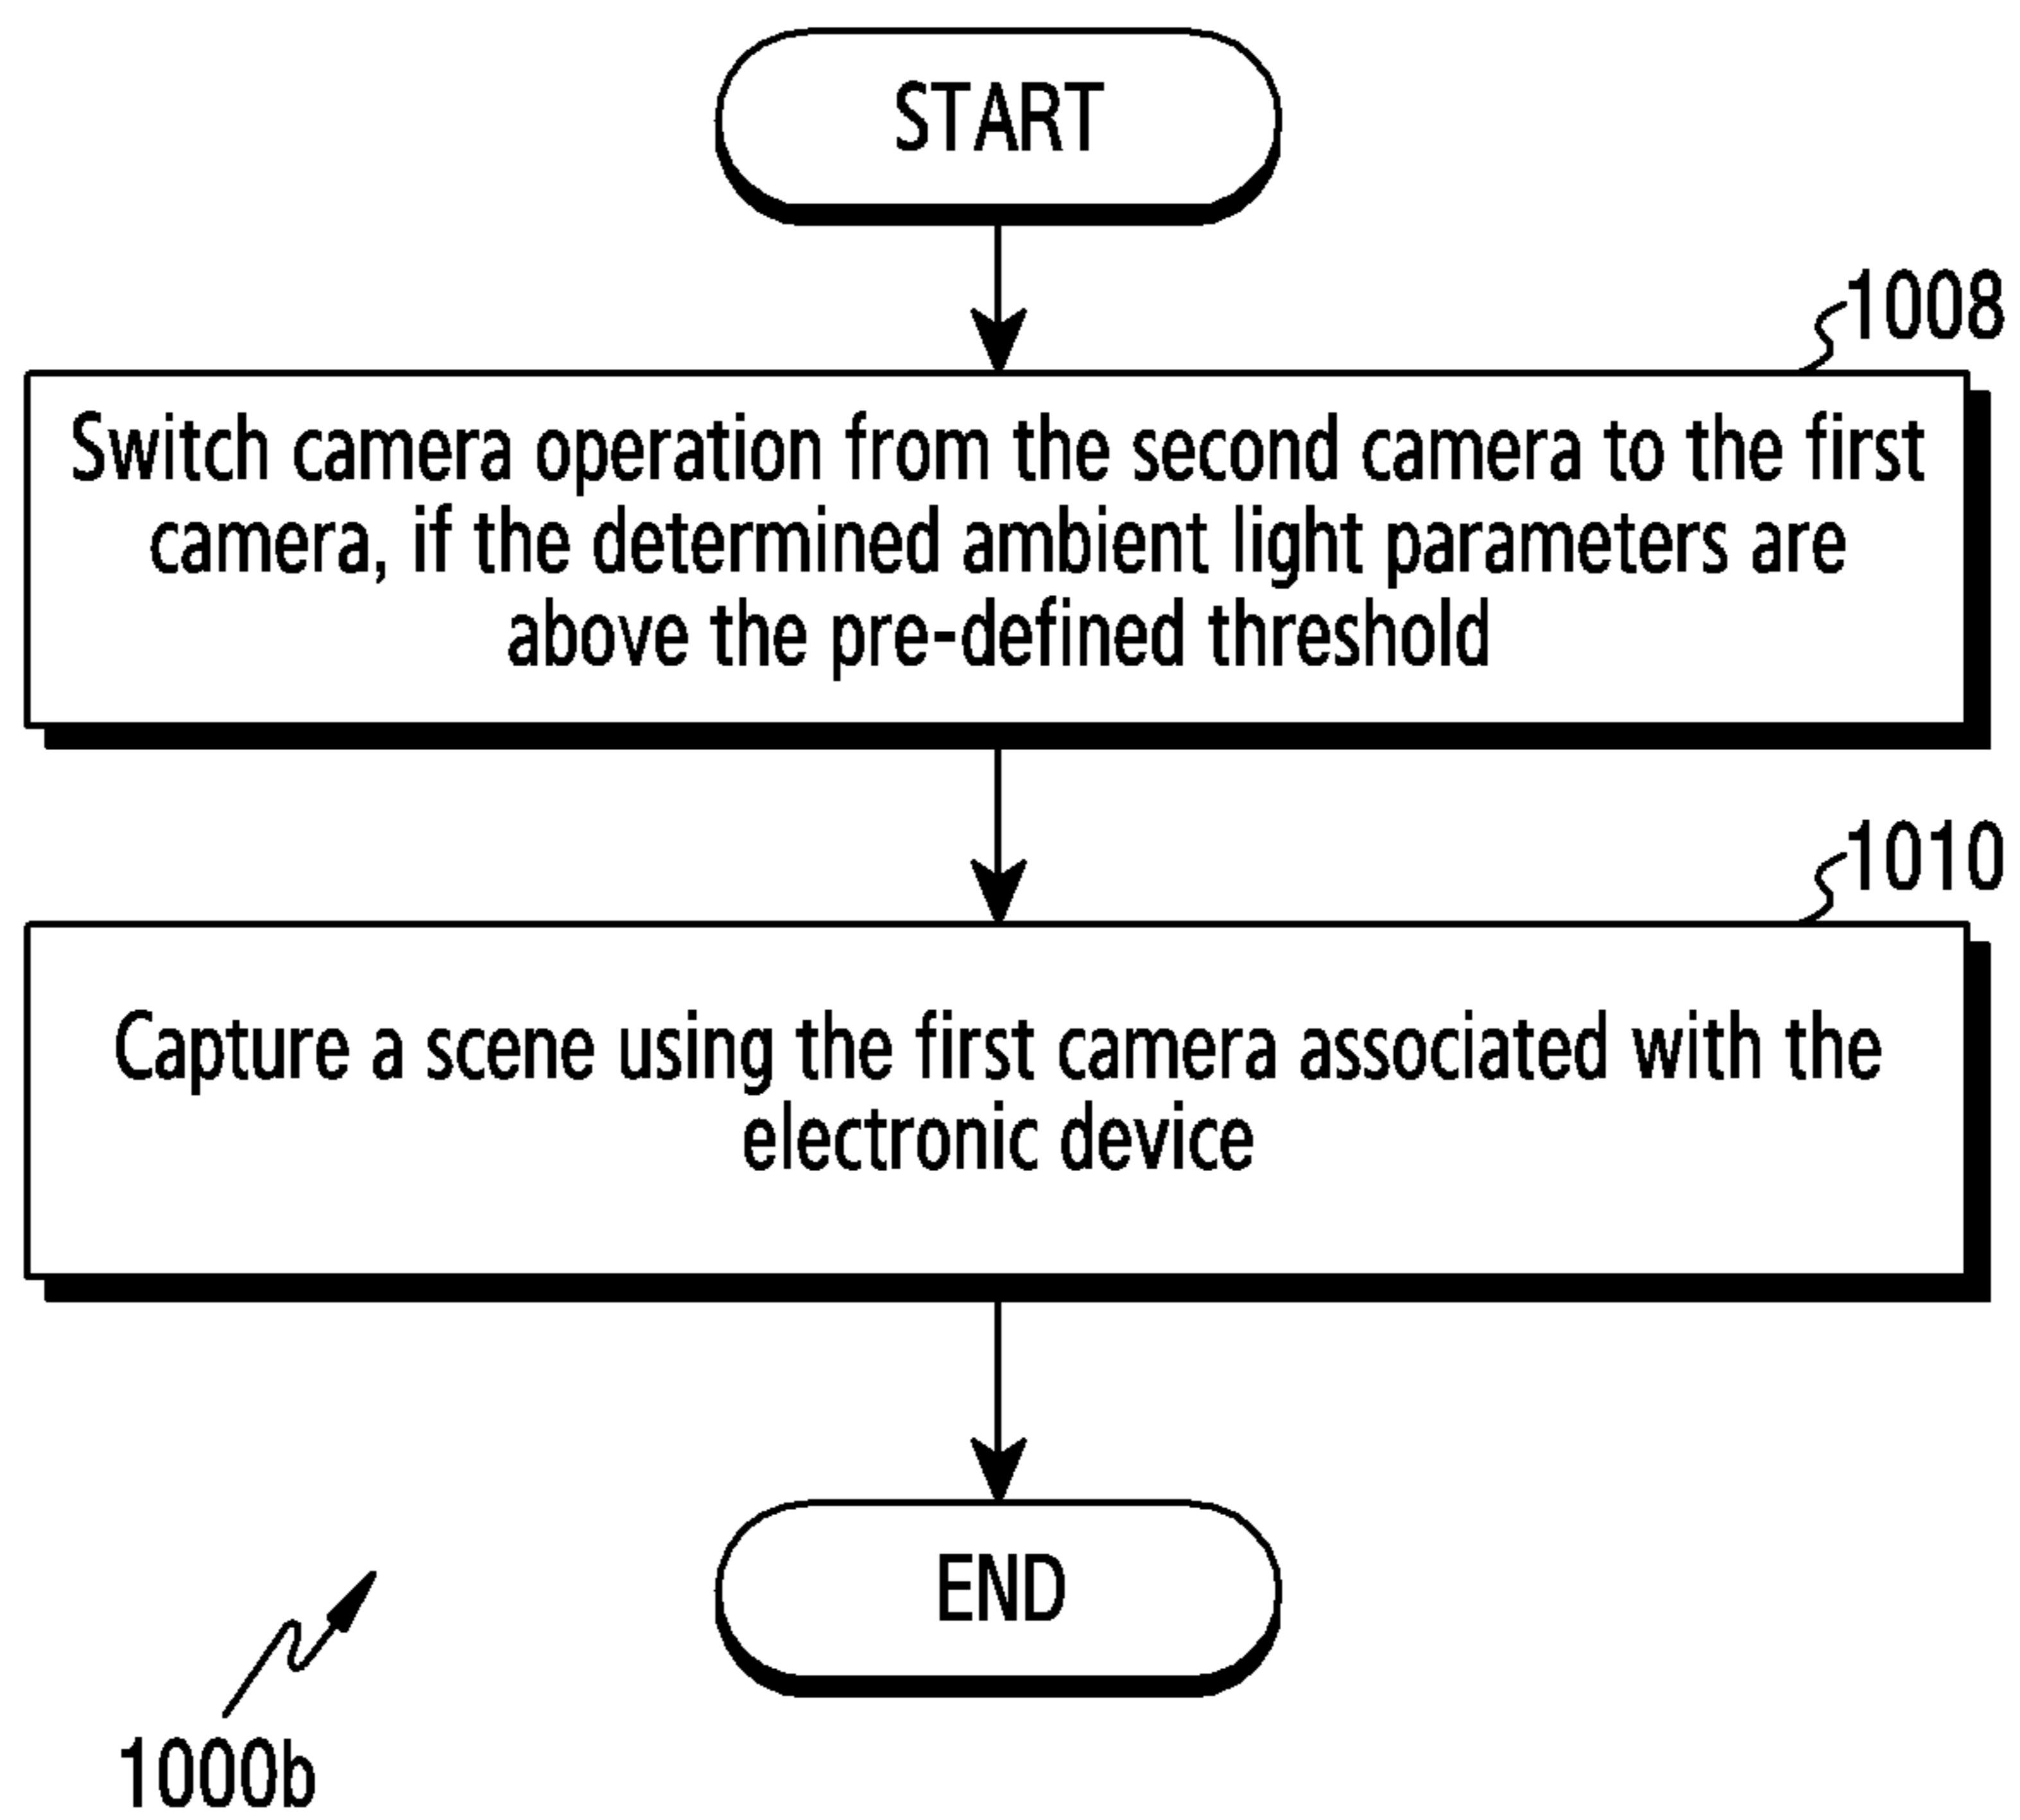 START
1008
Switch camera operation from the second camera to the first
camera, if the determined ambient light parameters are
above the pre-defined threshold
1010
Capture a scene using the first camera associated with the
electronic device
END
1000b